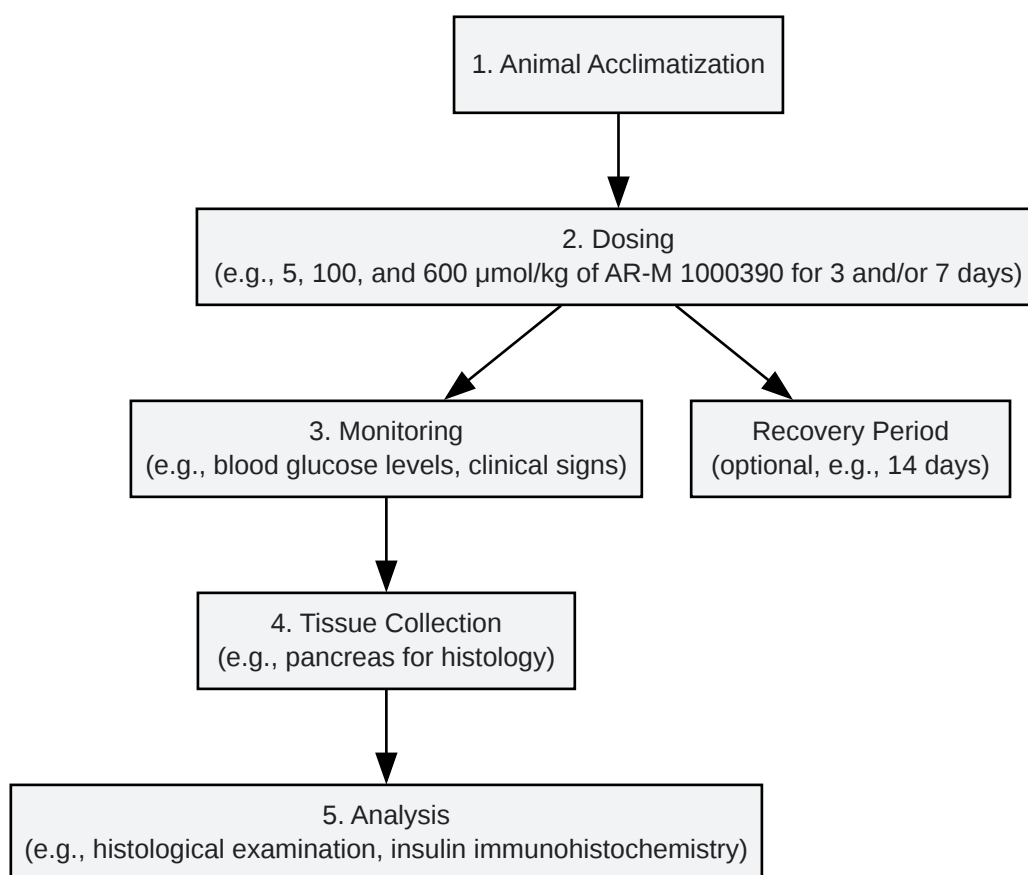 1. Animal Acclimatization
2. Dosing
(e.g., 5, 100, and 600 μmol/kg of AR-M 1000390 for 3 and/or 7 days)
3. Monitoring
(e.g., blood glucose levels, clinical signs)
Recovery Period
(optional, e.g., 14 days)
4. Tissue Collection
(e.g., pancreas for histology)
5. Analysis
(e.g., histological examination, insulin immunohistochemistry)